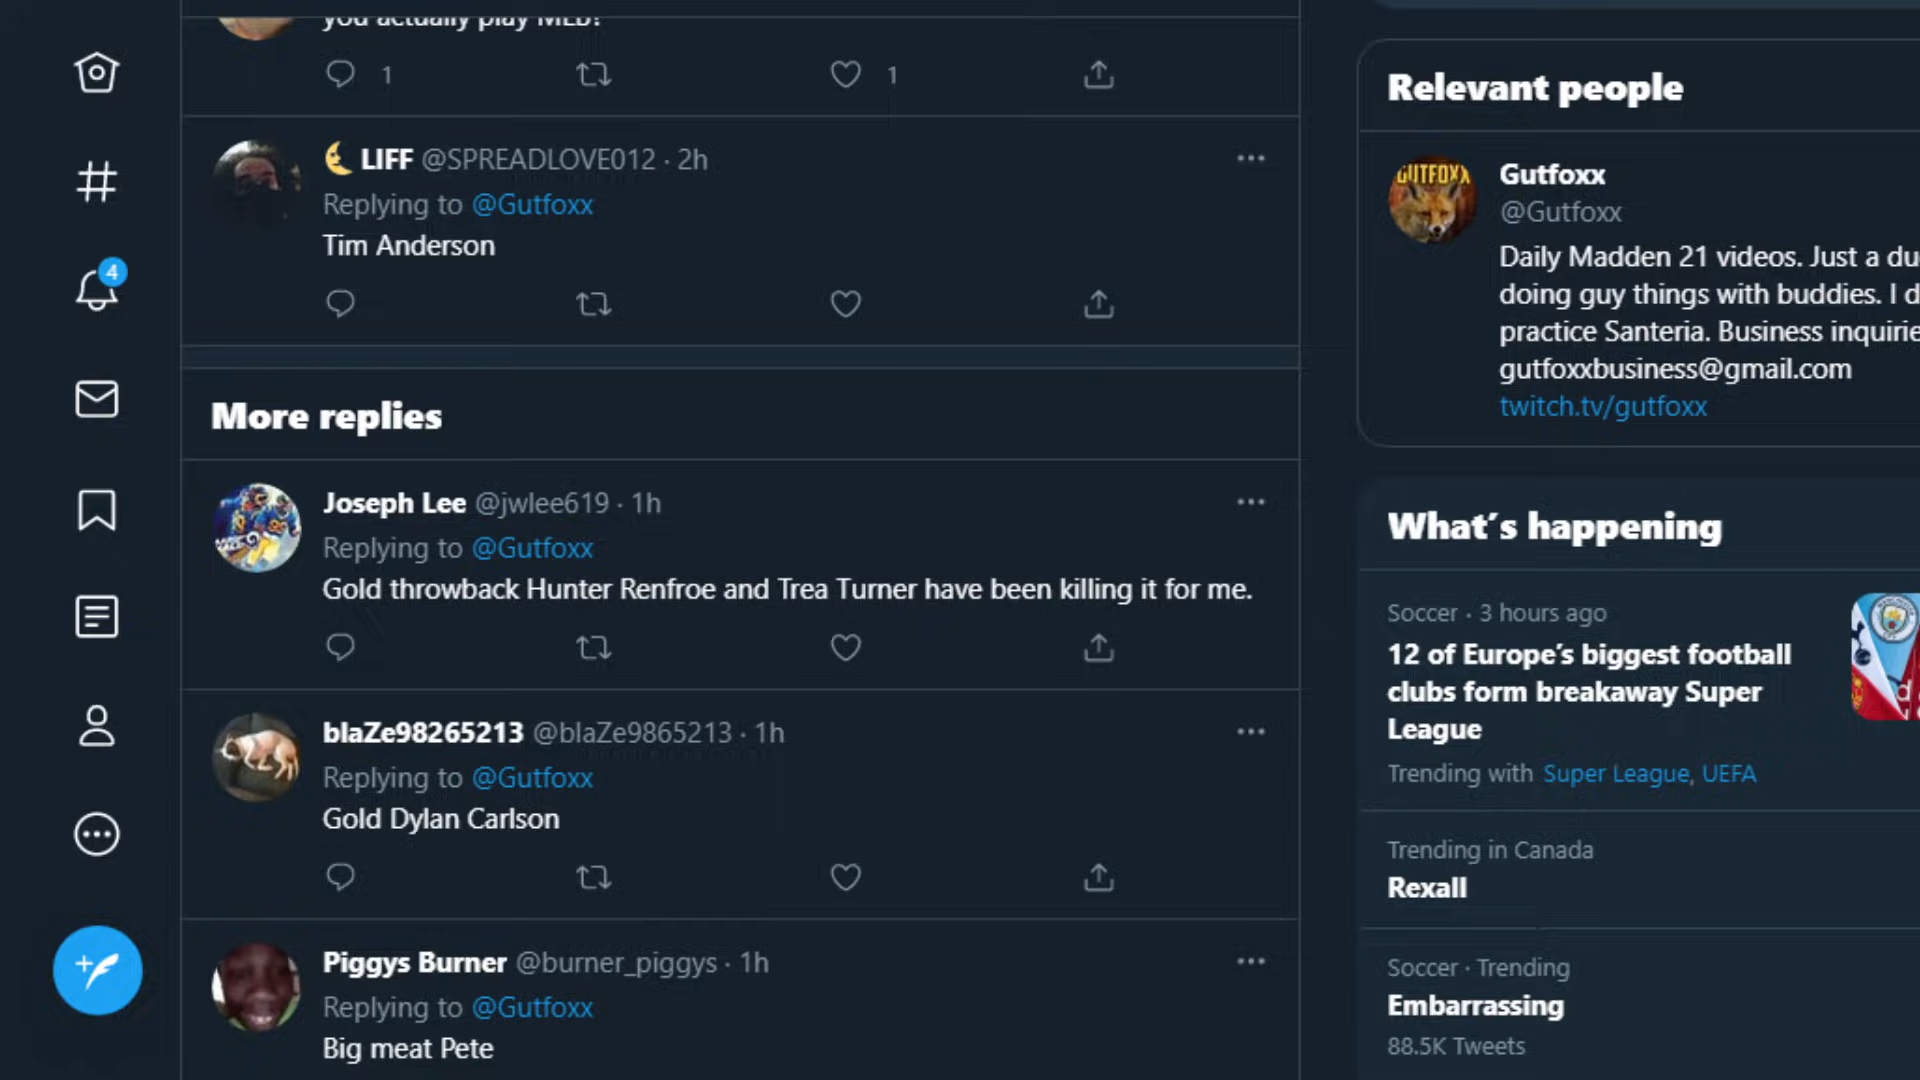 you actually play MLB?
1
1
LIFF @SPREADLOVE012 · 2h
Replying to @Gutfoxx
Tim Anderson
More replies
Joseph Lee @jwlee619 · 1h
Replying to @Gutfoxx
Gold throwback Hunter Renfroe and Trea Turner have been killing it for me.
blaZe98265213 @blaZe9865213 · 1h
Replying to @Gutfoxx
Gold Dylan Carlson
Piggys Burner @burner_piggys · 1h
Replying to @Gutfoxx
Big meat Pete
4
Relevant people
GUTFOXX
Gutfoxx
@Gutfoxx
Daily Madden 21 videos. Just a du
doing guy things with buddies. I d
practice Santeria. Business inquirie
gutfoxxbusiness@gmail.com
twitch.tv/gutfoxx
What's happening
Soccer · 3 hours ago
12 of Europe's biggest football
clubs form breakaway Super
League
Trending with Super League, UEFA
Trending in Canada
Rexall
Soccer · Trending
Embarrassing
88.5K Tweets